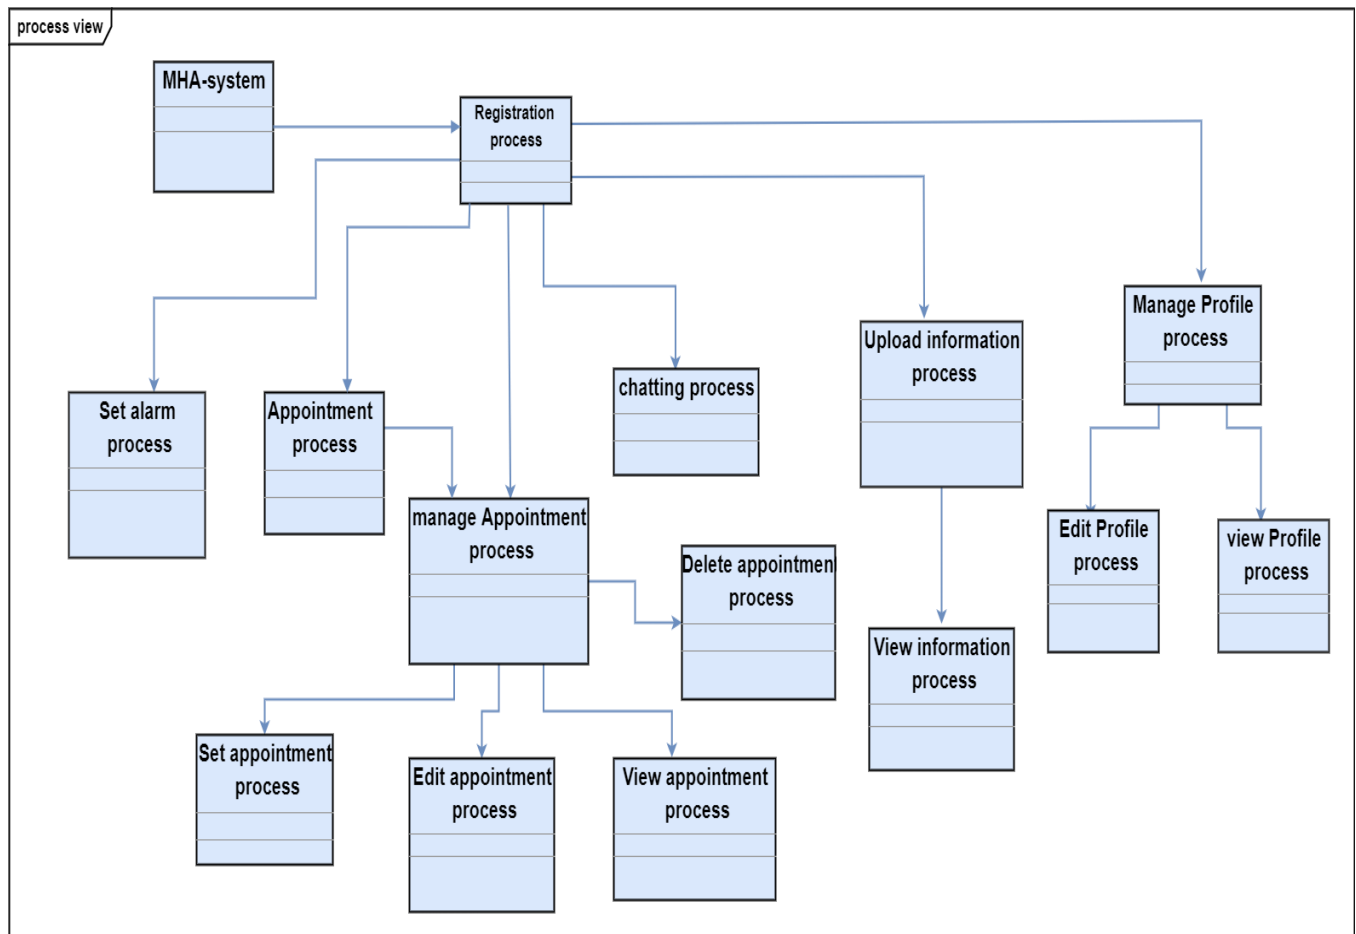 process view
MHA-system
Registration
process
Manage Profile
process
Upload information
process
chatting process
Set alarm
process
Appointment
process
manage Appointment
process
Edit Profile
process
view Profile
process
Delete appointment
process
View information
process
Set appointment
process
Edit appointment
process
View appointment
process